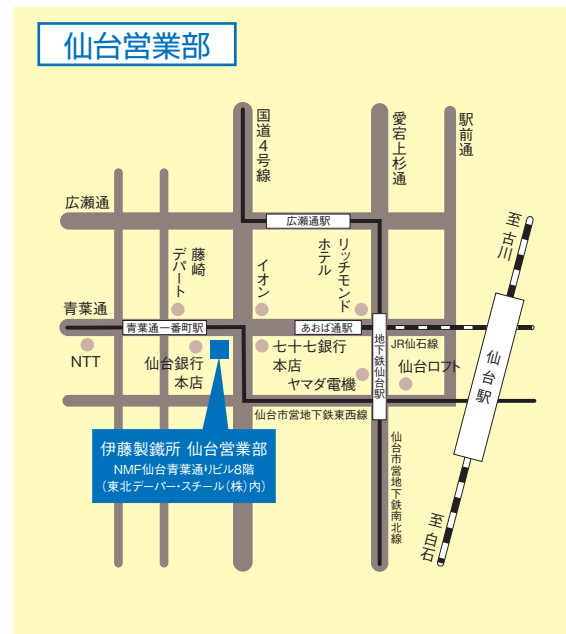 仙台営業部
国道4号線
愛宕上杉通
駅前通
広瀬通
広瀬通駅
至古川
藤崎
デパート
イオン
リッチモンド
ホテル
青葉通
青葉通一番町駅
あおば通駅
地下鉄仙台駅
JR仙石線
仙台駅
NTT
仙台銀行
本店
七十七銀行
本店
ヤマダ電機
仙台ロフト
仙台市営地下鉄東西線
仙台市営地下鉄南北線
伊藤製鐵所 仙台営業部
NMF仙台青葉通りビル8階
(東北デーバー・スチール(株)内)
至白石